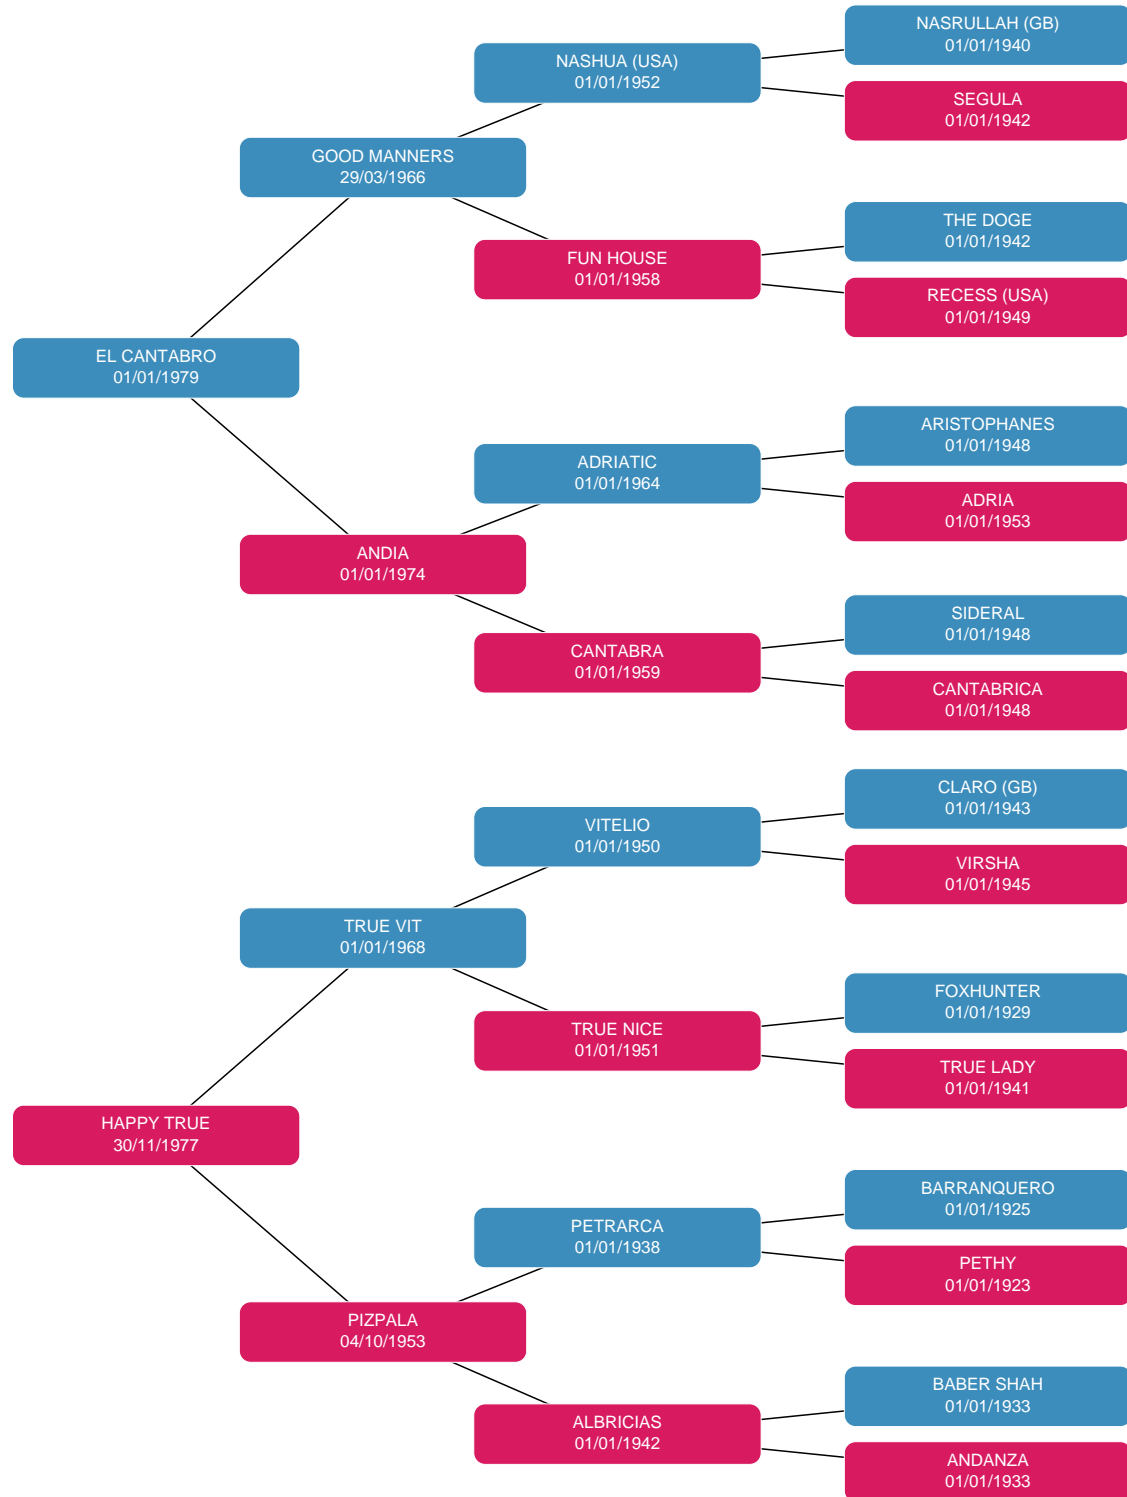 NASRULLAH (GB)
01/01/1940
NASHUA (USA)
01/01/1952
SEGULA
01/01/1942
GOOD MANNERS
29/03/1966
THE DOGE
01/01/1942
FUN HOUSE
01/01/1958
RECESS (USA)
01/01/1949
EL CANTABRO
01/01/1979
ARISTOPHANES
01/01/1948
ADRIATIC
01/01/1964
ADRIA
01/01/1953
ANDIA
01/01/1974
SIDERAL
01/01/1948
CANTABRA
01/01/1959
CANTABRICA
01/01/1948
CLARO (GB)
01/01/1943
VITELIO
01/01/1950
VIRSHA
01/01/1945
TRUE VIT
01/01/1968
FOXHUNTER
01/01/1929
TRUE NICE
01/01/1951
TRUE LADY
01/01/1941
HAPPY TRUE
30/11/1977
BARRANQUERO
01/01/1925
PETRARCA
01/01/1938
PETHY
01/01/1923
PIZPALA
04/10/1953
BABER SHAH
01/01/1933
ALBRICIAS
01/01/1942
ANDANZA
01/01/1933